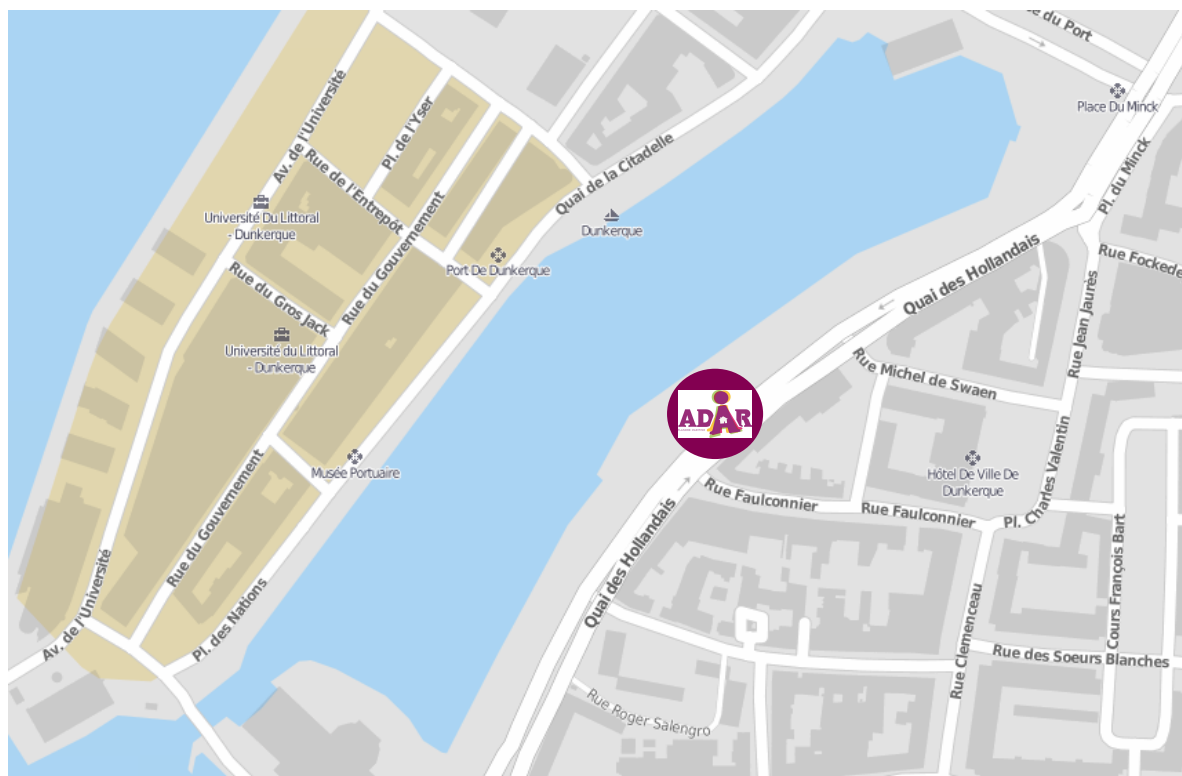 e du Port
Place Du Minck
Av. de l'Université
Pl. de l'Yser
Rue de l'Entrepôt
Quai de la Citadelle
Pl. du Minck
Université Du Littoral
- Dunkerque
Dunkerque
Rue du Gouvernement
Port De Dunkerque
Quai des Hollandais
Rue Fockede
Rue du Gros Jack
Rue Jean Jaurès
Université du Littoral
- Dunkerque
Rue Michel de Swaen
ADAR
Musée Portuaire
Hôtel De Ville De
Dunkerque
Pl. Charles Valentin
Rue Faulconnier
Rue Faulconnier
Rue du Gouvernement
Quai des Hollandais
Cours François Bart
Av. de l'Université
Pl. des Nations
Rue Clemenceau
Rue des Soeurs Blanches
Rue Roger Salengro